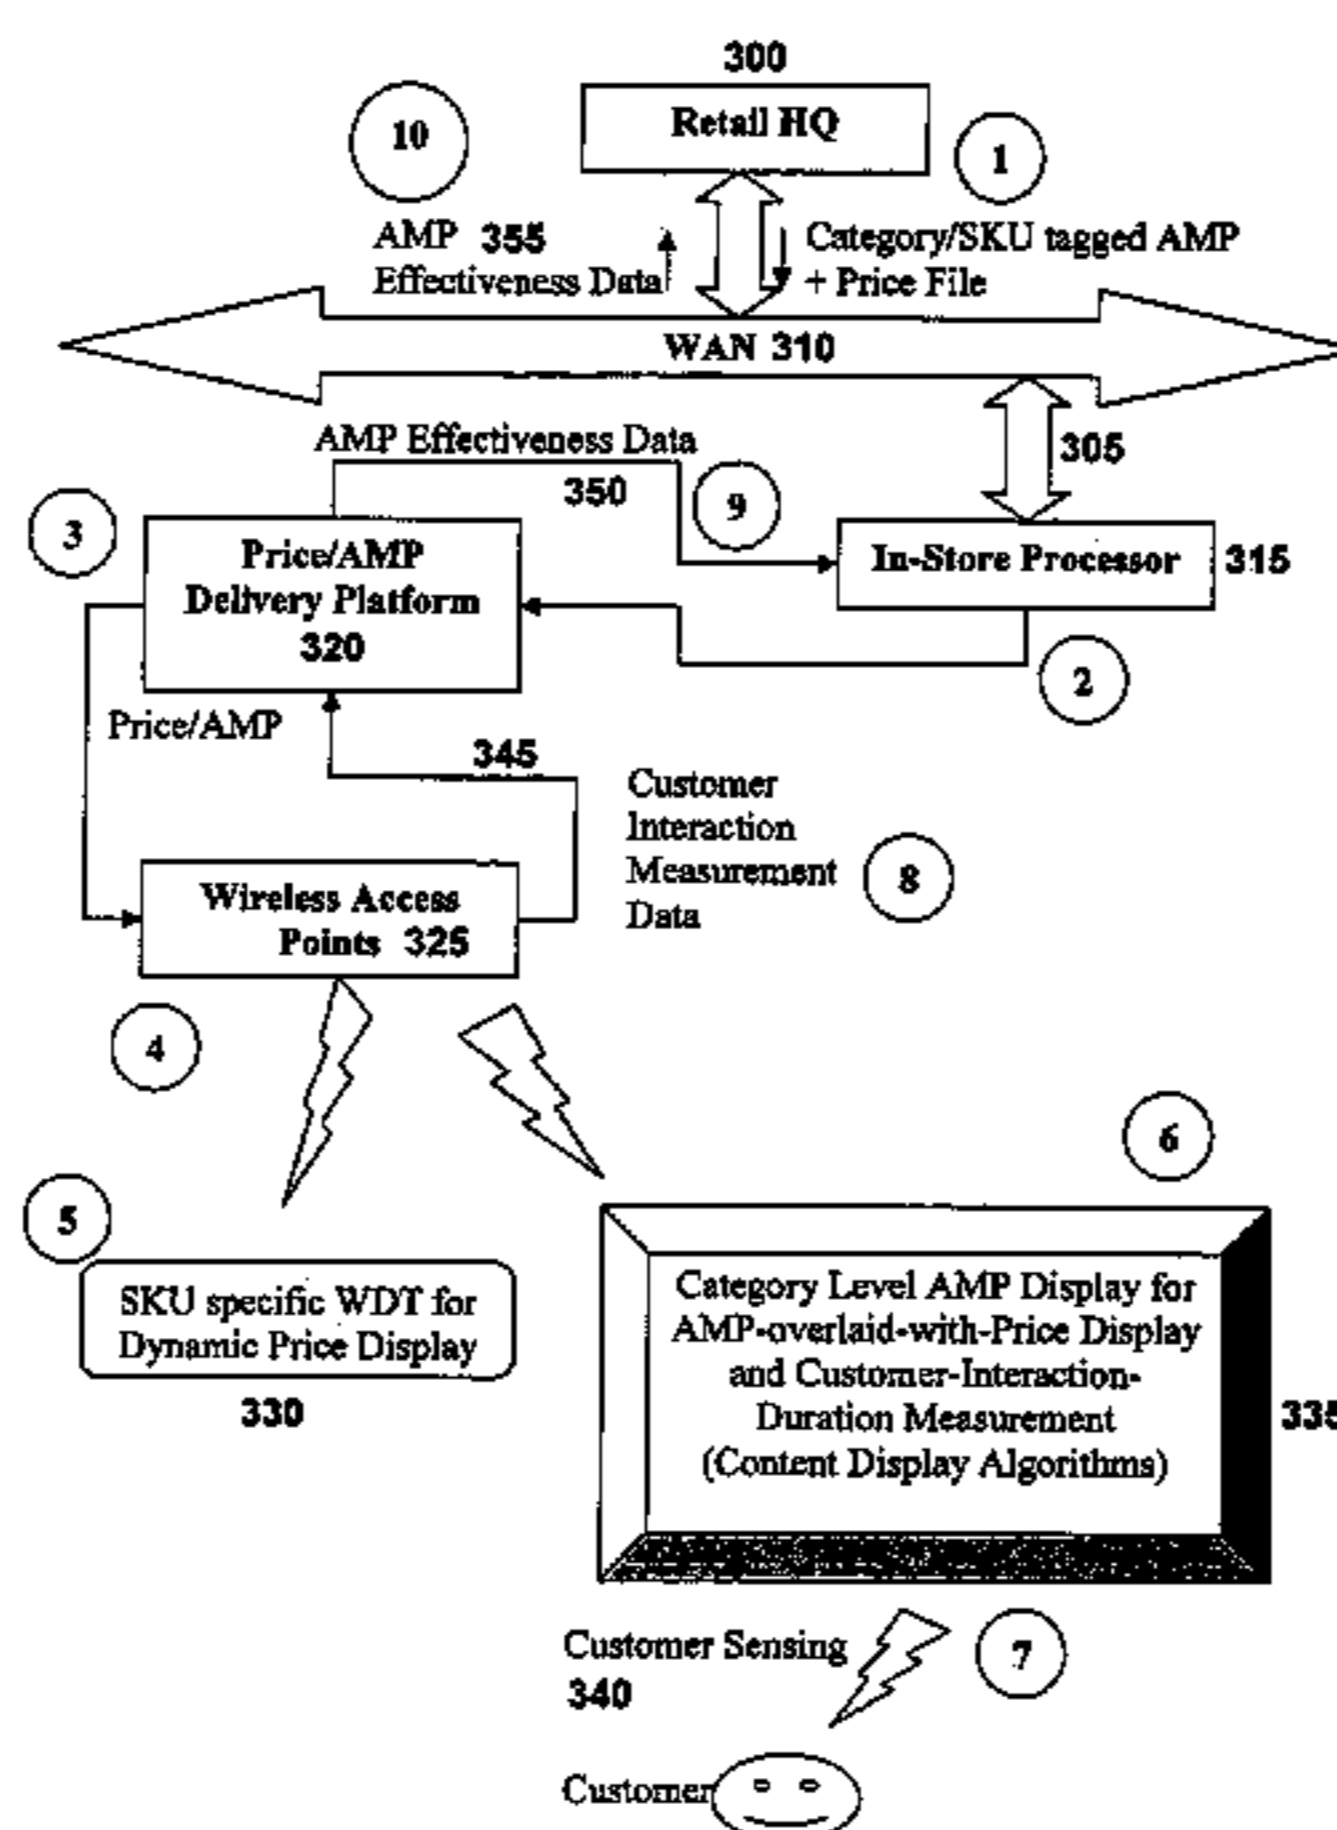 300
Retail HQ
10
1
AMP 355
Effectiveness Data
Category/SKU tagged AMP
+ Price File
WAN 310
AMP Effectiveness Data
350
305
9
3
Price/AMP
Delivery Platform
320
In-Store Processor
315
2
Price/AMP
345
Customer
Interaction
Measurement
Data
8
Wireless Access
Points 325
4
6
5
SKU specific WDT for
Dynamic Price Display
330
Category Level AMP Display for
AMP-overlaid-with-Price Display
and Customer-Interaction-
Duration Measurement
(Content Display Algorithms)
335
Customer Sensing
340
7
Customer